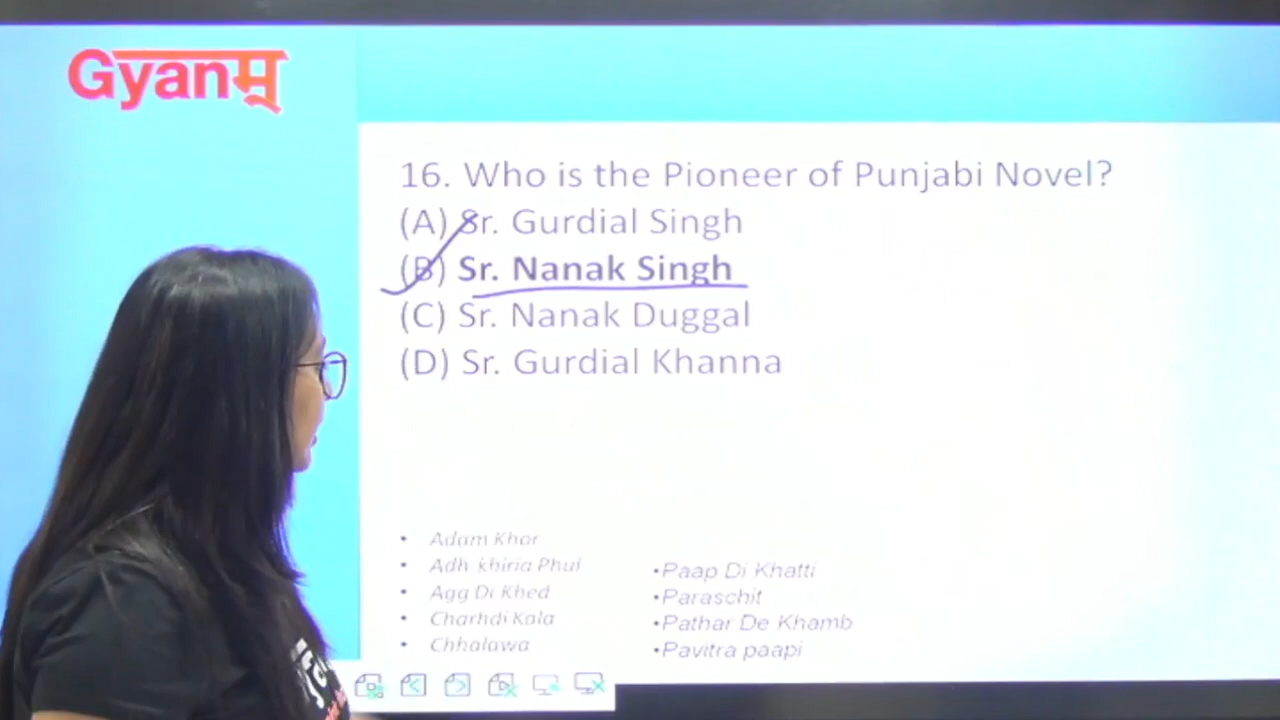 Gyanम्
16. Who is the Pioneer of Punjabi Novel?
(A) Sr. Gurdial Singh
(B) Sr. Nanak Singh
(C) Sr. Nanak Duggal
(D) Sr. Gurdial Khanna
• Adam Khor
• Adh khiria Phul
• Agg Di Khed
• Charhdi Kala
• Chhalawa
•Paap Di Khatti
•Paraschit
•Pathar De Khamb
•Pavitra paapi